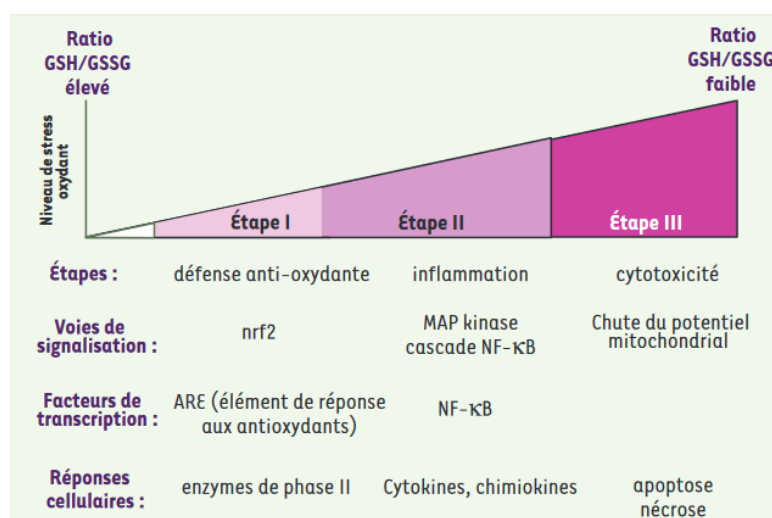 Ratio
GSH/GSSG
élevé
Ratio
GSH/GSSG
faible
Niveau de stress
oxydant
Étape I
Étape II
Étape III
Étapes :
défense anti-oxydante
inflammation
cytotoxicité
Voies de
signalisation :
nrf2
MAP kinase
cascade NF-κB
Chute du potentiel
mitochondrial
Facteurs de
transcription :
ARE (élément de réponse
aux antioxydants)
NF-κB
Réponses
cellulaires :
enzymes de phase II
Cytokines, chimiokines
apoptose
nécrose